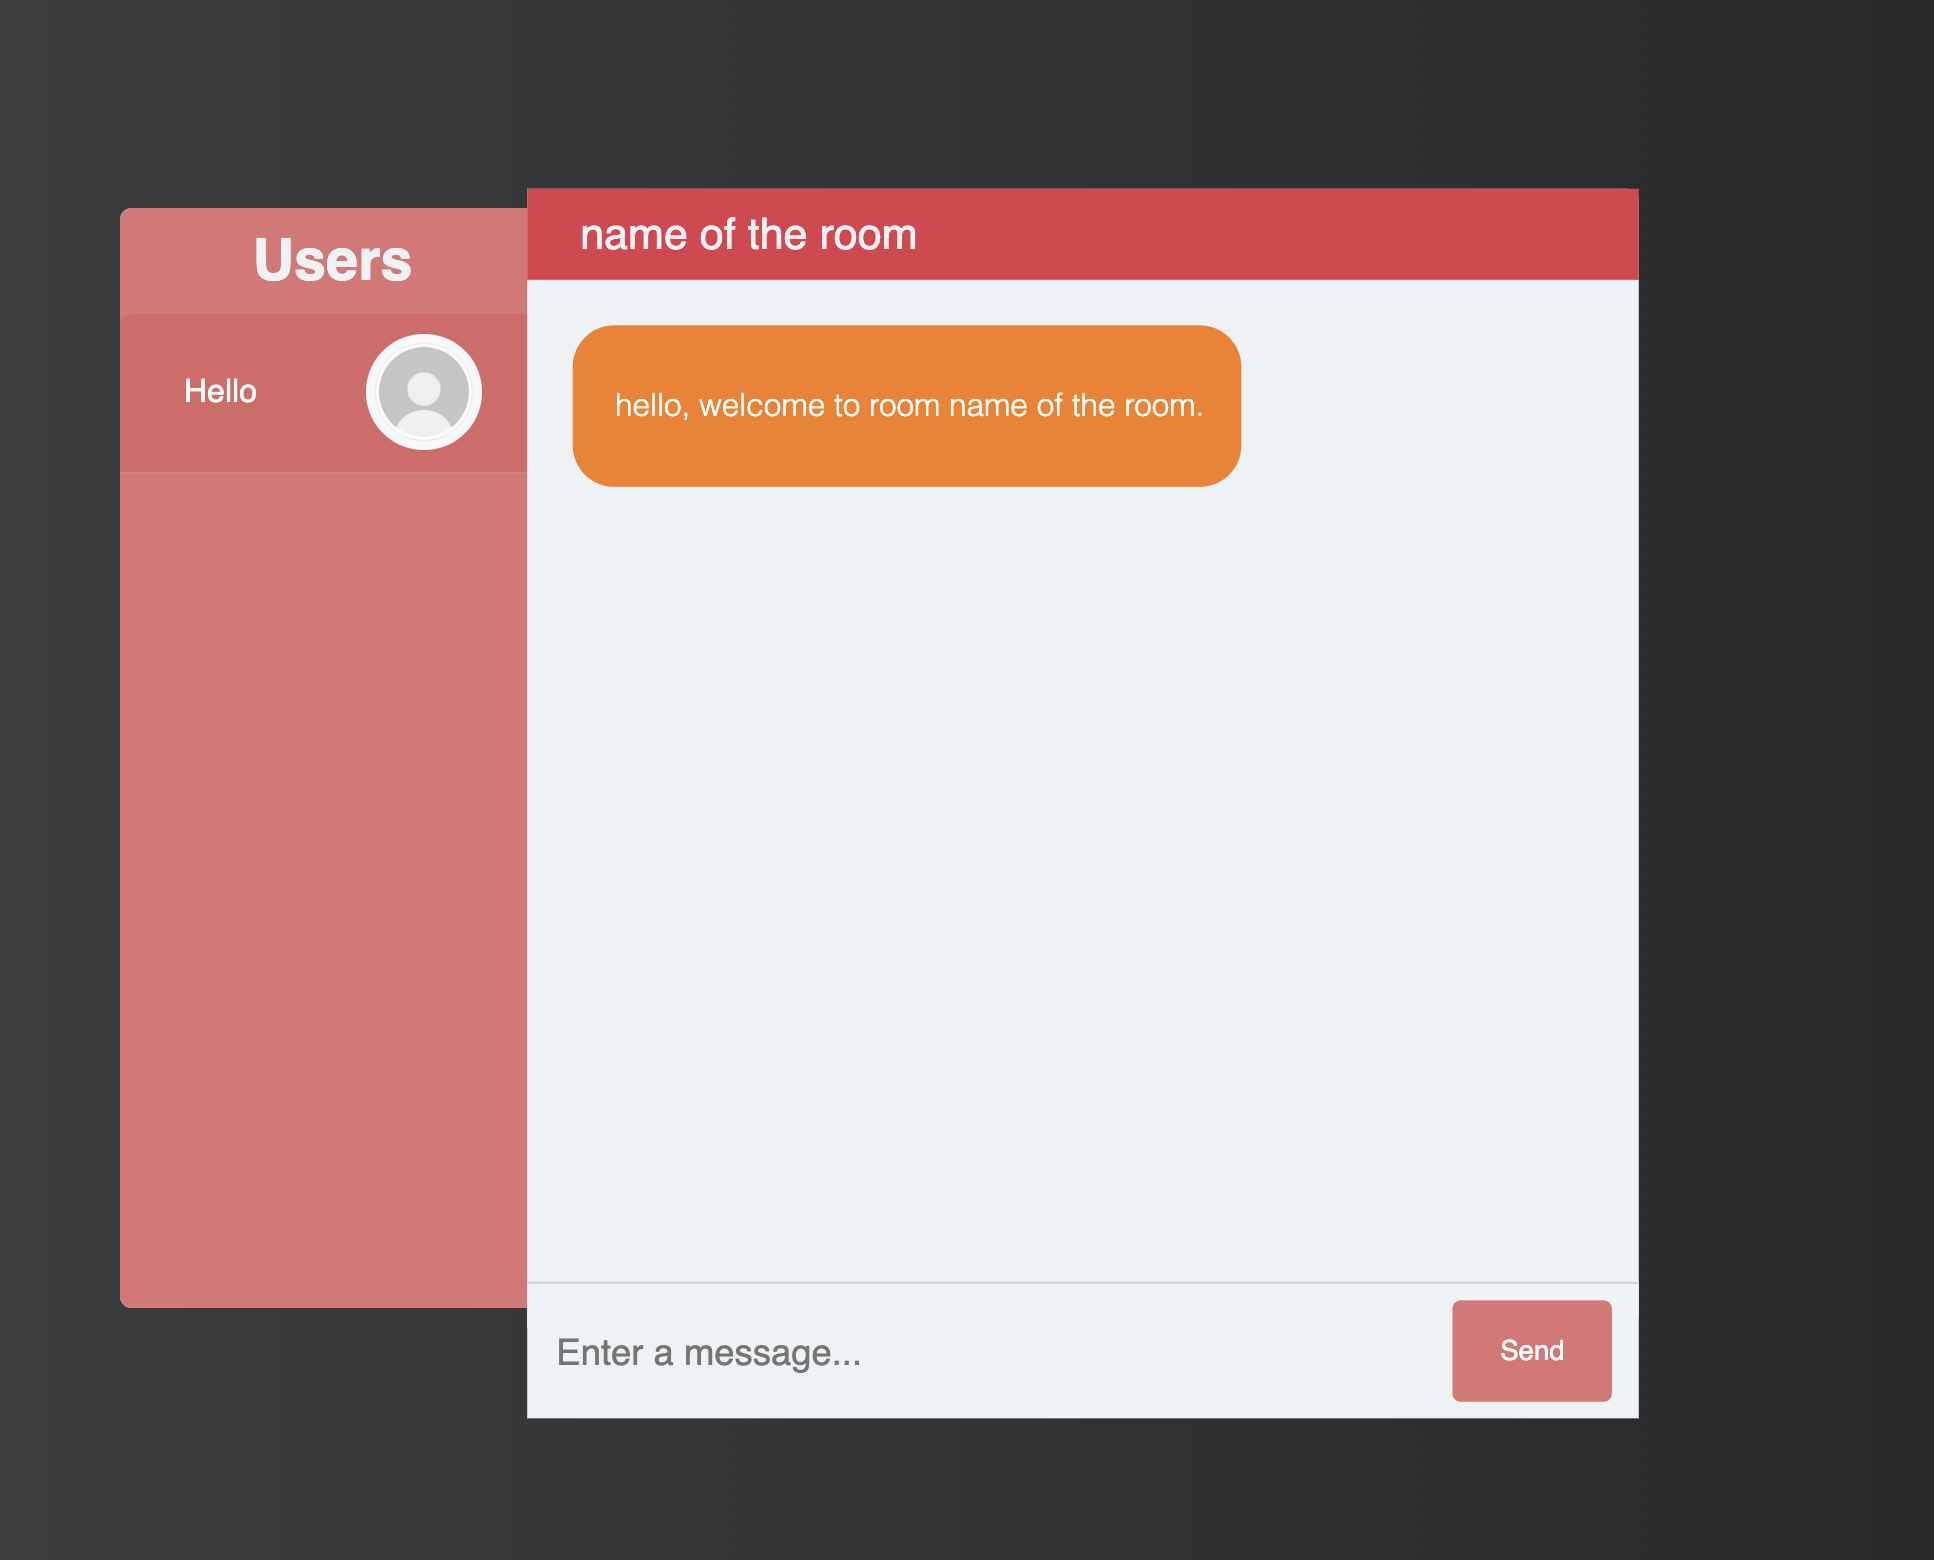 Users
Hello
name of the room
hello, welcome to room name of the room.
Enter a message...
Send